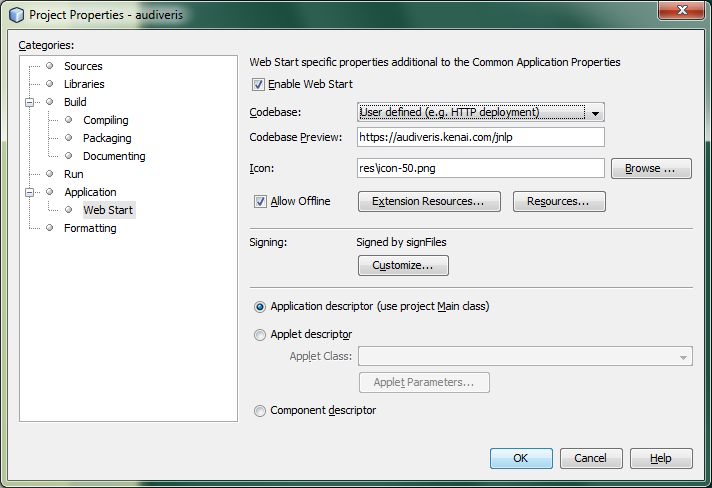 Project Properties - audiveris
Categories:
Sources
Libraries
Build
Compiling
Packaging
Documenting
Run
Application
Web Start
Formatting
Web Start specific properties additional to the Common Application Properties
Enable Web Start
Codebase: User defined (e.g. HTTP deployment)
Codebase Preview: https://audiveris.kenai.com/jnlp
Icon: res\icon-50.png Browse ...
Allow Offline Extension Resources... Resources...
Signing: Signed by signFiles
Customize...
Application descriptor (use project Main class)
Applet descriptor
Applet Class:
Applet Parameters...
Component descriptor
OK Cancel Help